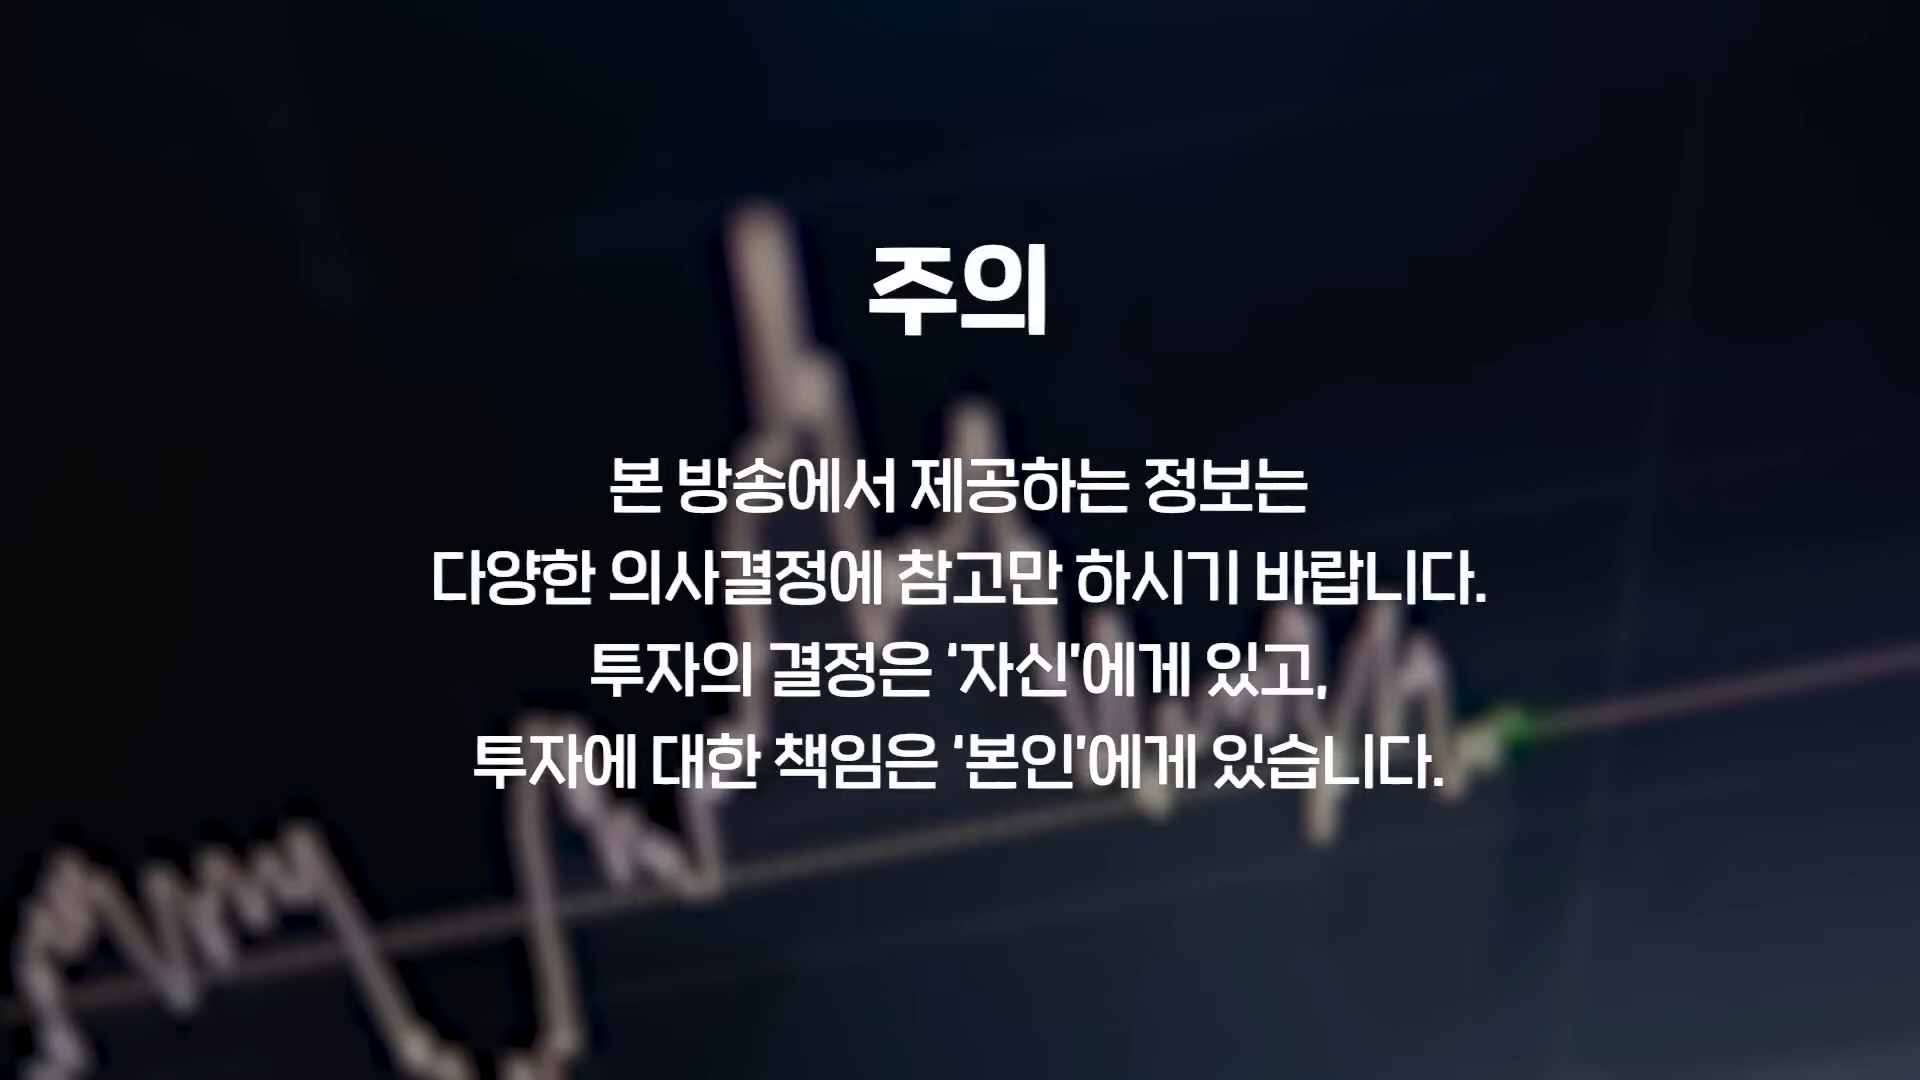 주의
본 방송에서 제공하는 정보는
다양한 의사결정에 참고만 하시기 바랍니다.
투자의 결정은 ‘자신’에게 있고,
투자에 대한 책임은 ‘본인’에게 있습니다.